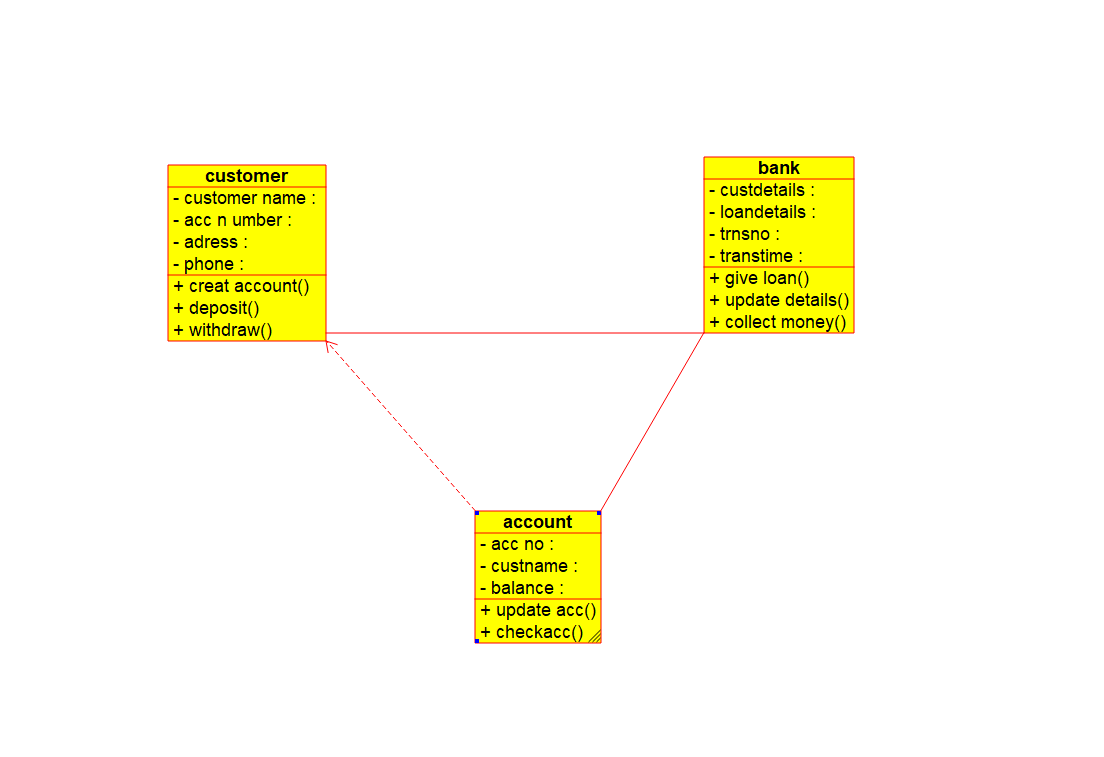 customer
- customer name :
- acc n umber :
- adress :
- phone :
+ creat account()
+ deposit()
+ withdraw()
bank
- custdetails :
- loandetails :
- trnsno :
- transtime :
+ give loan()
+ update details()
+ collect money()
account
- acc no :
- custname :
- balance :
+ update acc()
+ checkacc()